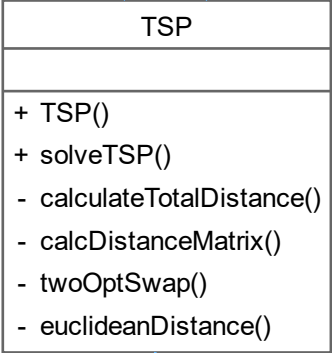 TSP
+ TSP()
+ solveTSP()
- calculateTotalDistance()
- calcDistanceMatrix()
- twoOptSwap()
- euclideanDistance()